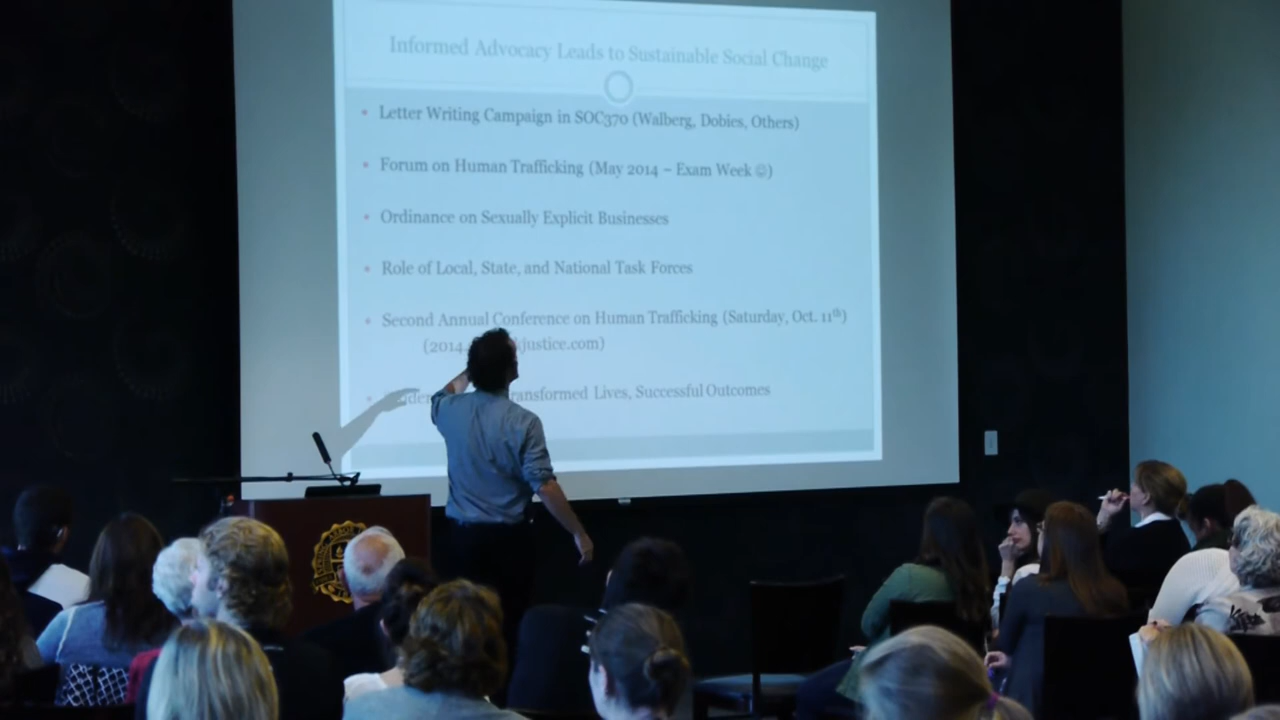 Informed Advocacy Leads to Sustainable Social Change
• Letter Writing Campaign in SOC370 (Walberg, Dobies, Others)
• Forum on Human Trafficking (May 2014 – Exam Week ☺)
• Ordinance on Sexually Explicit Businesses
• Role of Local, State, and National Task Forces
• Second Annual Conference on Human Trafficking (Saturday, Oct. 11th)
(2014 justice.com)
• Lives, Successful Outcomes